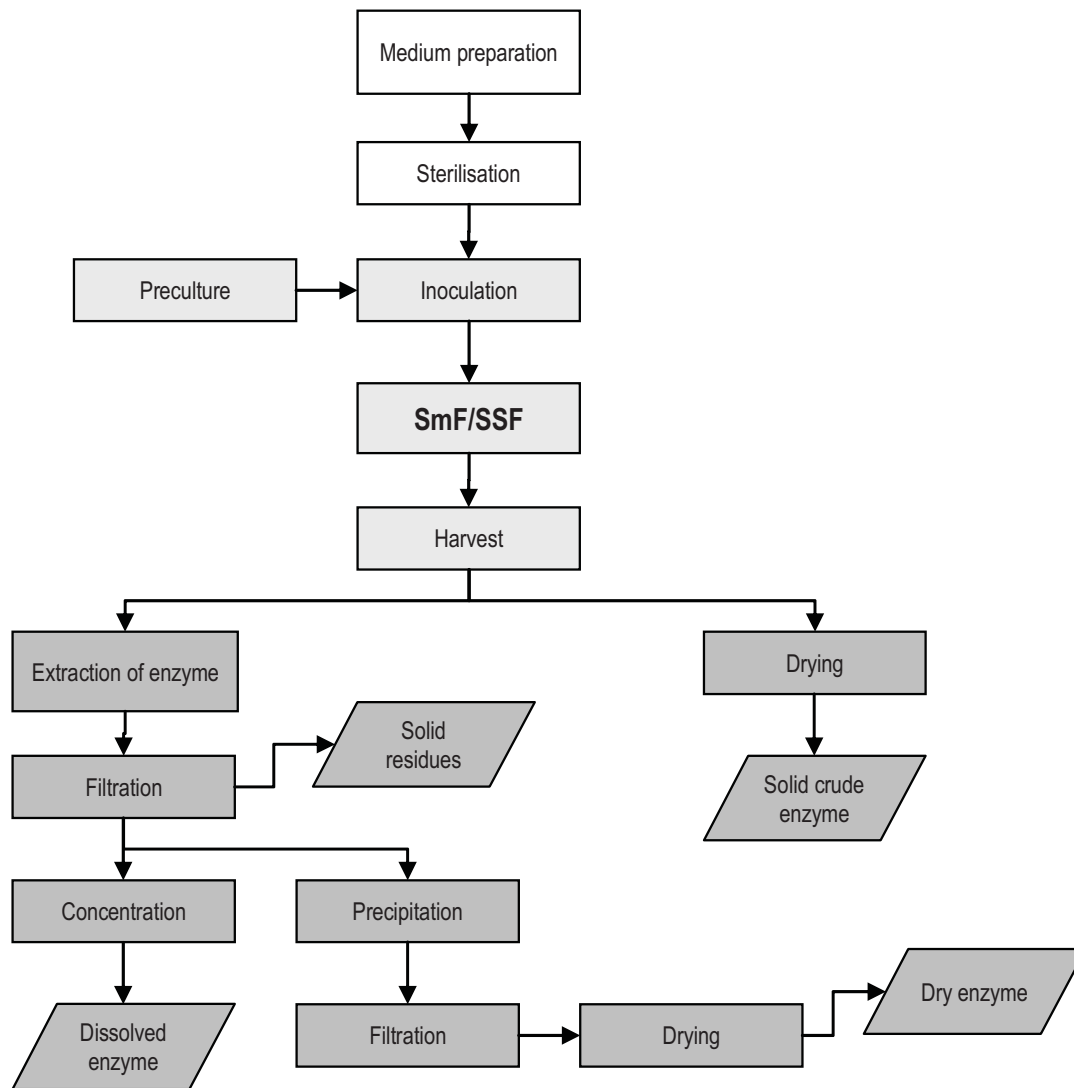 Medium preparation
Sterilisation
Preculture
Inoculation
SmF/SSF
Harvest
Extraction of enzyme
Drying
Solid
residues
Filtration
Solid crude
enzyme
Concentration
Precipitation
Dissolved
enzyme
Filtration
Drying
Dry enzyme